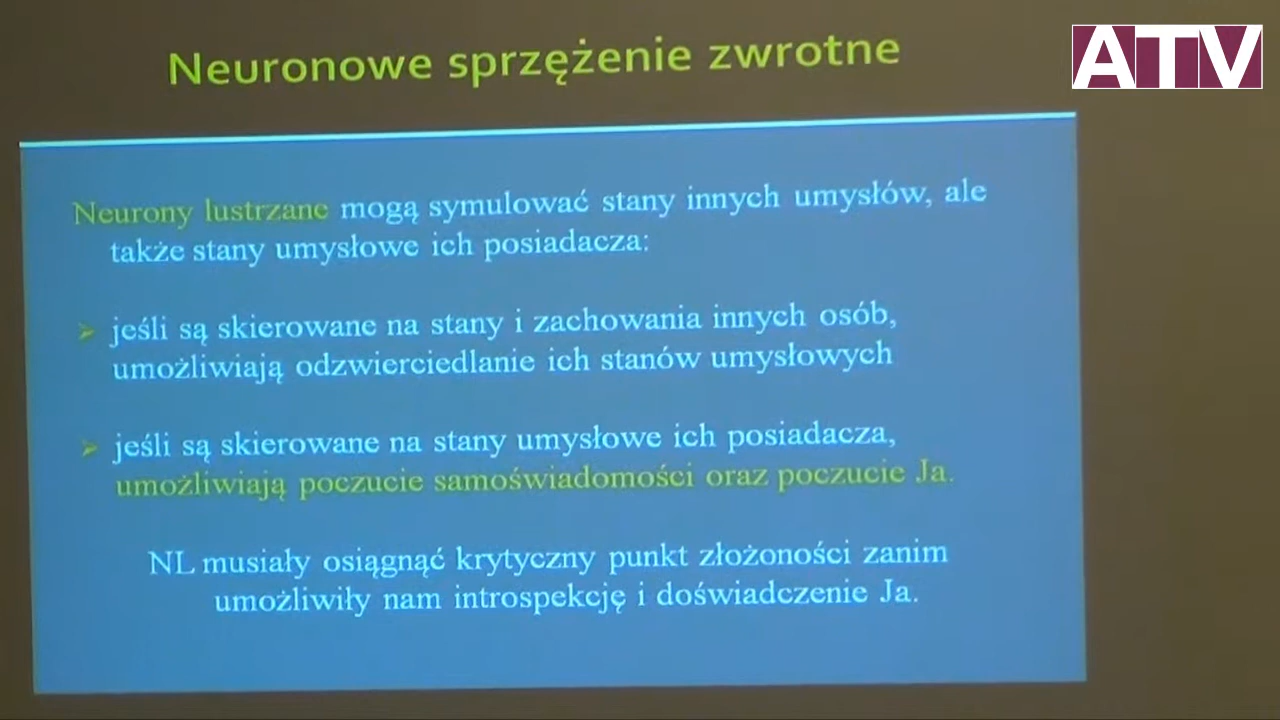 Neuronowe sprzężenie zwrotne
ATV
Neurony lustrzane mogą symulować stany innych umysłów, ale
także stany umysłowe ich posiadacza:
jeśli są skierowane na stany i zachowania innych osób,
umożliwiają odzwierciedlanie ich stanów umysłowych
jeśli są skierowane na stany umysłowe ich posiadacza,
umożliwiają poczucie samoświadomości oraz poczucie Ja.
NL musiały osiągnąć krytyczny punkt złożoności zanim
umożliwiły nam introspekcję i doświadczenie Ja.